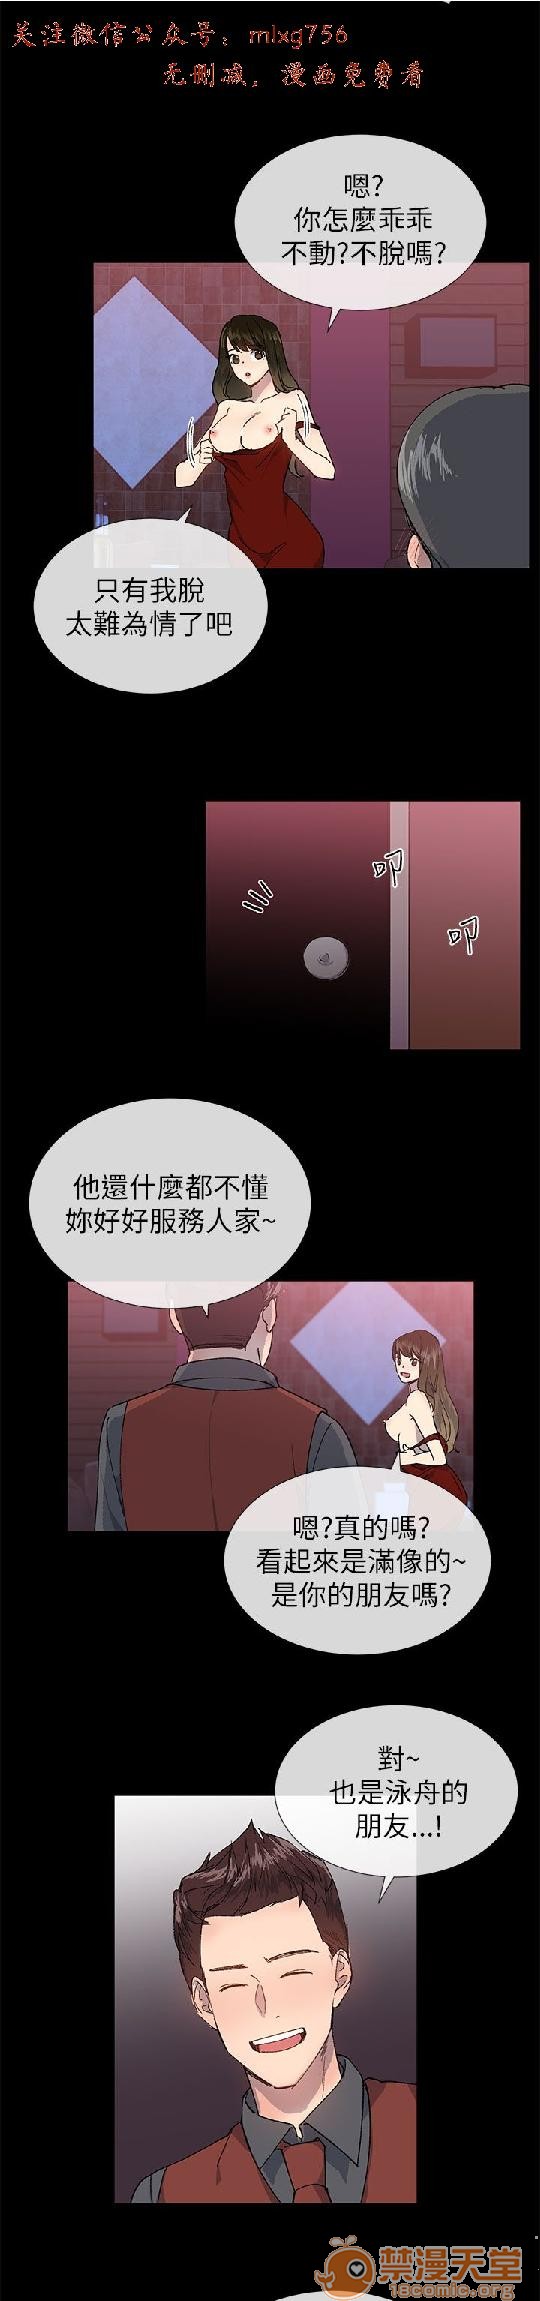 关注微信公众号：mlxg756
无删减，漫画免费看
嗯?
你怎麼乖乖
不動?不脫嗎?
只有我脫
太難為情了吧
叩
叩
他還什麼都不懂
妳好好服務人家~
嗯?真的嗎?
看起來是滿像的~
是你的朋友嗎?
對~
也是泳舟的
朋友...!
禁漫天堂
18comic.org